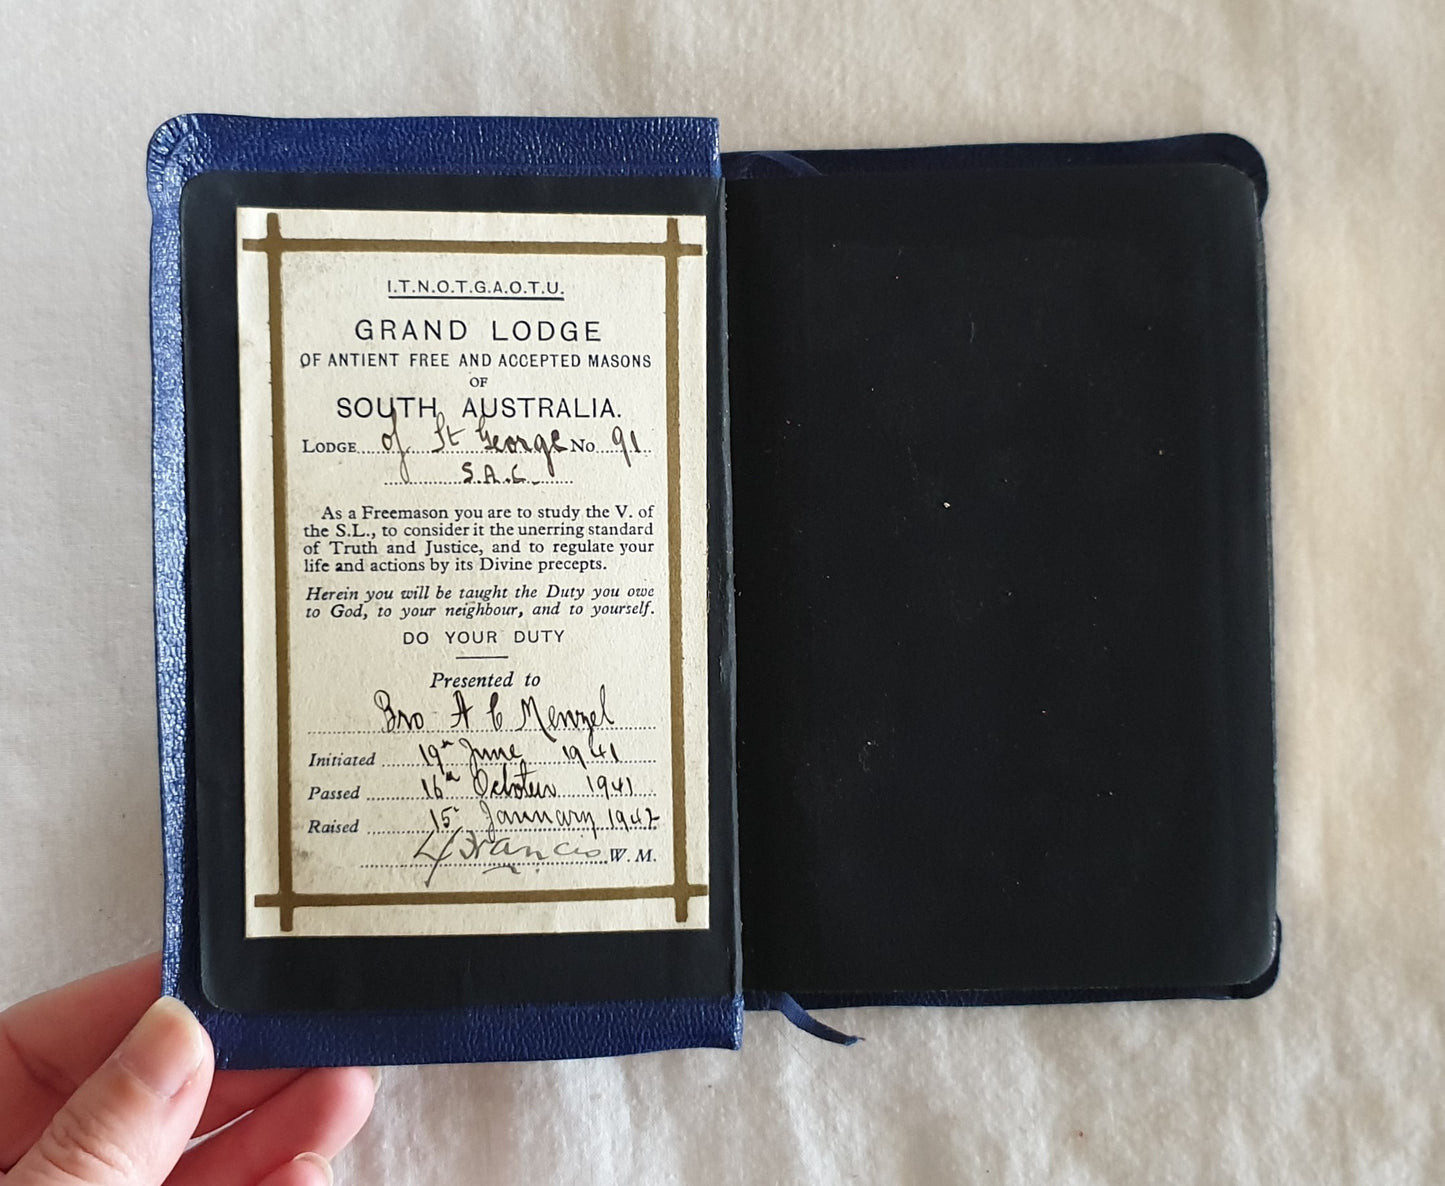 I.T.N.O.T.G.A.O.T.U.
GRAND LODGE
OF ANTIENT FREE AND ACCEPTED MASONS
OF
SOUTH AUSTRALIA.
LODGE of St George No 91
S.A.C.
As a Freemason you are to study the V. of
the S.L., to consider it the unerring standard
of Truth and Justice, and to regulate your
life and actions by its Divine precepts.
Herein you will be taught the Duty you owe
to God, to your neighbour, and to yourself.
DO YOUR DUTY
Presented to
Bro A C Menzel
Initiated 19th June 1941
Passed 16th October 1941
Raised 15 January 1942
Francis W. M.